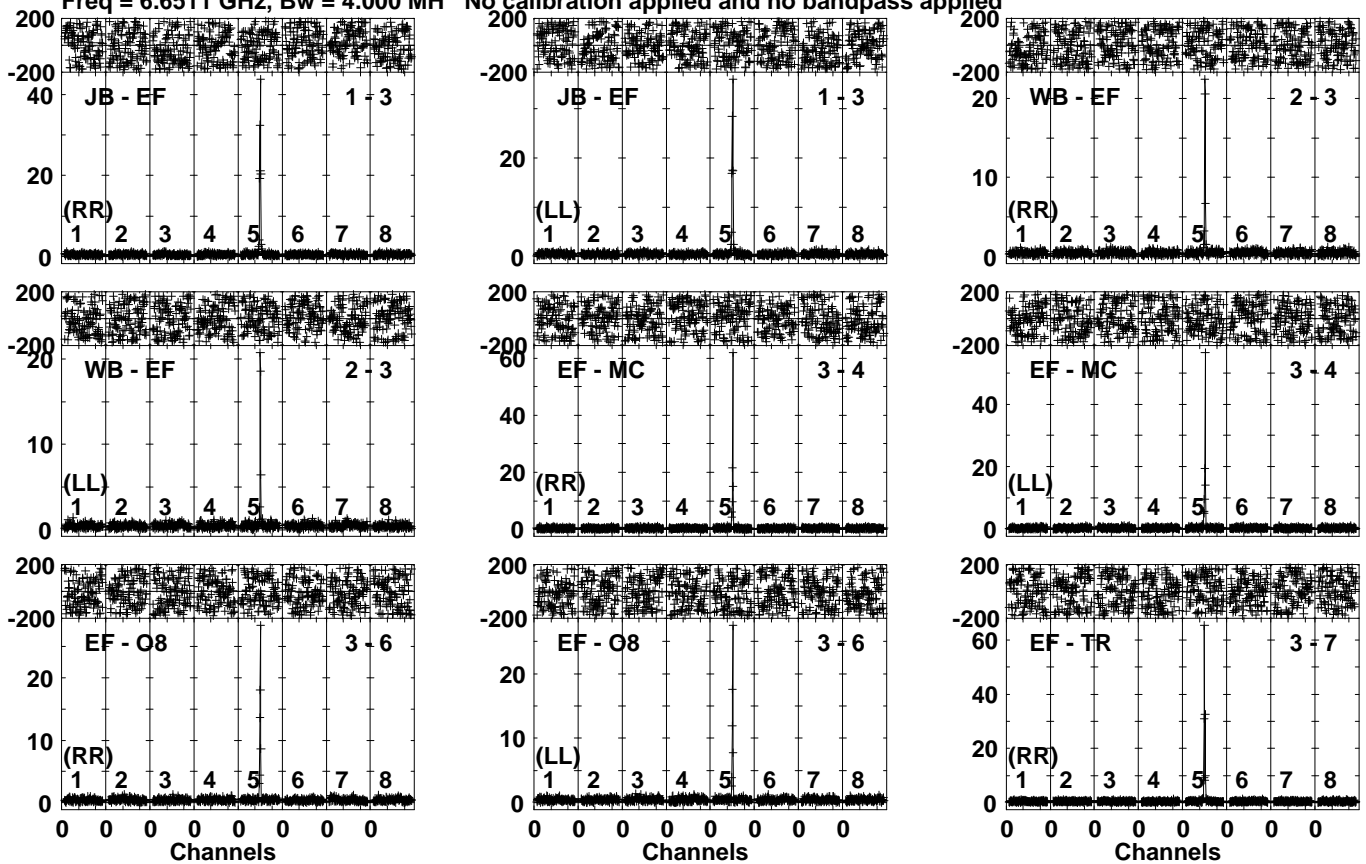 Freq = 6.6511 GHz, Bw = 4.000 MH No calibration applied and no bandpass applied
200 200 200
-200 -200 -200
40 JB - EF 1 - 3 JB - EF 1 - 3 20 WB - EF 2 - 3
20 20 10
(RR) (LL) (RR)
1 2 3 4 5 6 7 8 1 2 3 4 5 6 7 8 1 2 3 4 5 6 7 8
0 0 0
200 200 200
-200 -200 -200
20 WB - EF 2 - 3 60 EF - MC 3 - 4 EF - MC 3 - 4
40 40
10 20 20
(LL) (RR) (LL)
1 2 3 4 5 6 7 8 1 2 3 4 5 6 7 8 1 2 3 4 5 6 7 8
0 0 0
200 200 200
-200 -200 -200
EF - O8 3 - 6 EF - O8 3 - 6 60 EF - TR 3 - 7
20 20 40
10 10 20
(RR) (LL) (RR)
1 2 3 4 5 6 7 8 1 2 3 4 5 6 7 8 1 2 3 4 5 6 7 8
0 0 0
0 0 0 0 0 0 0 0 0 0 0 0 0 0 0 0 0 0 0 0 0 0 0 0
Channels Channels Channels